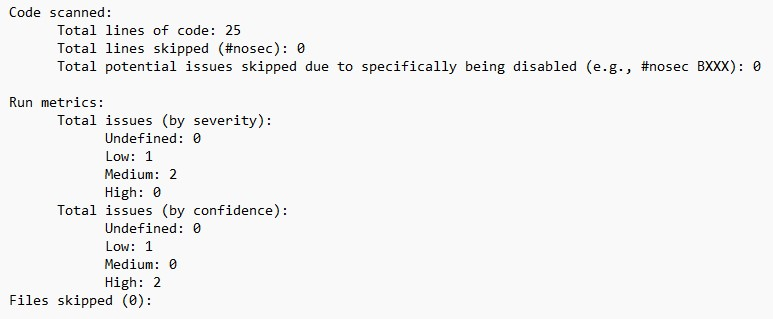 Code scanned:
Total lines of code: 25
Total lines skipped (#nosec): 0
Total potential issues skipped due to specifically being disabled (e.g., #nosec BXXX): 0
Run metrics:
Total issues (by severity):
Undefined: 0
Low: 1
Medium: 2
High: 0
Total issues (by confidence):
Undefined: 0
Low: 1
Medium: 0
High: 2
Files skipped (0):